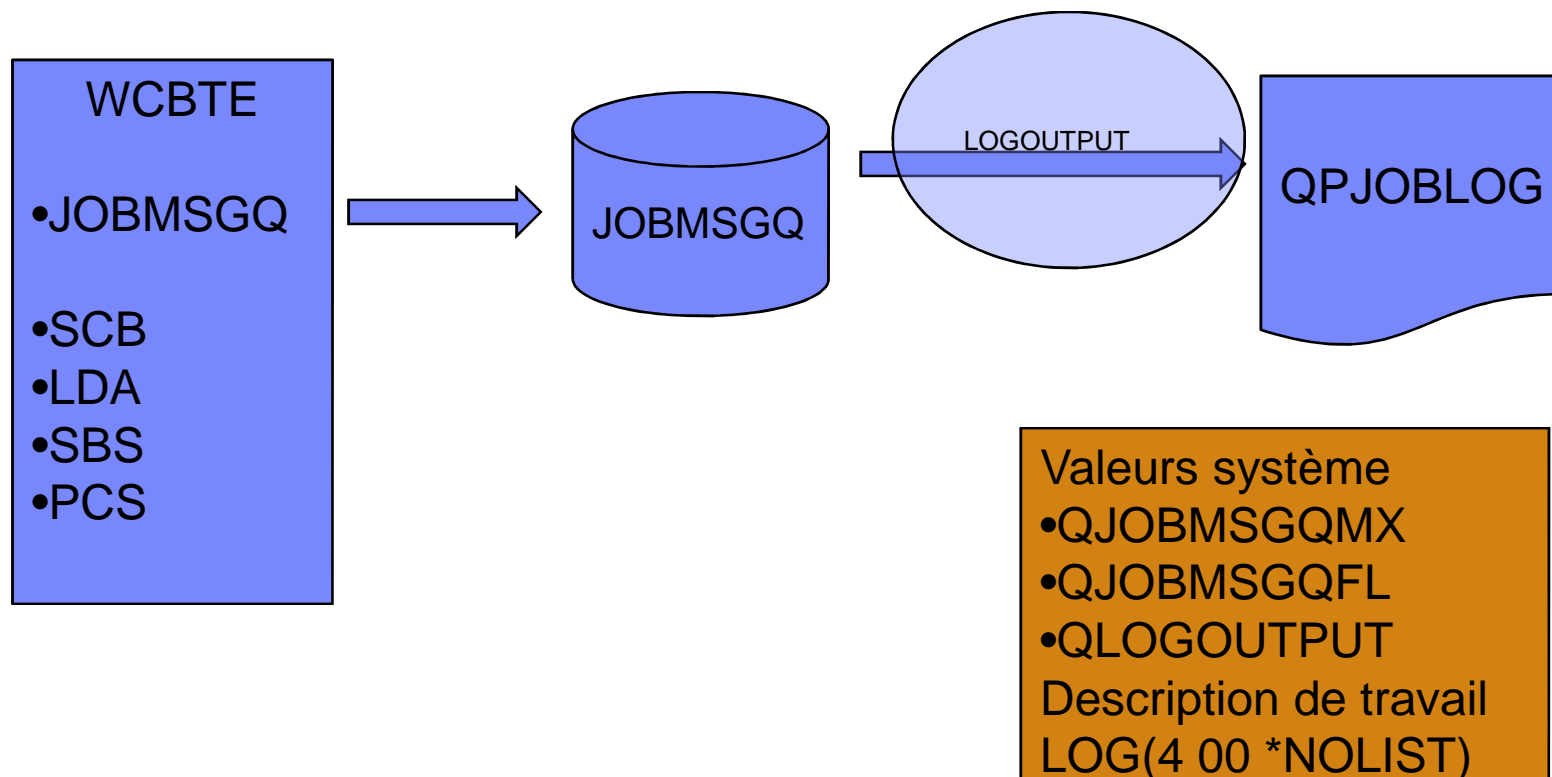 WCBTE
•JOBMSGQ
•SCB
•LDA
•SBS
•PCS
JOBMSGQ
LOGOUTPUT
QPJOBLOG
Valeurs système
•QJOBMSGQMX
•QJOBMSGQFL
•QLOGOUTPUT
Description de travail
LOG(4 00 *NOLIST)